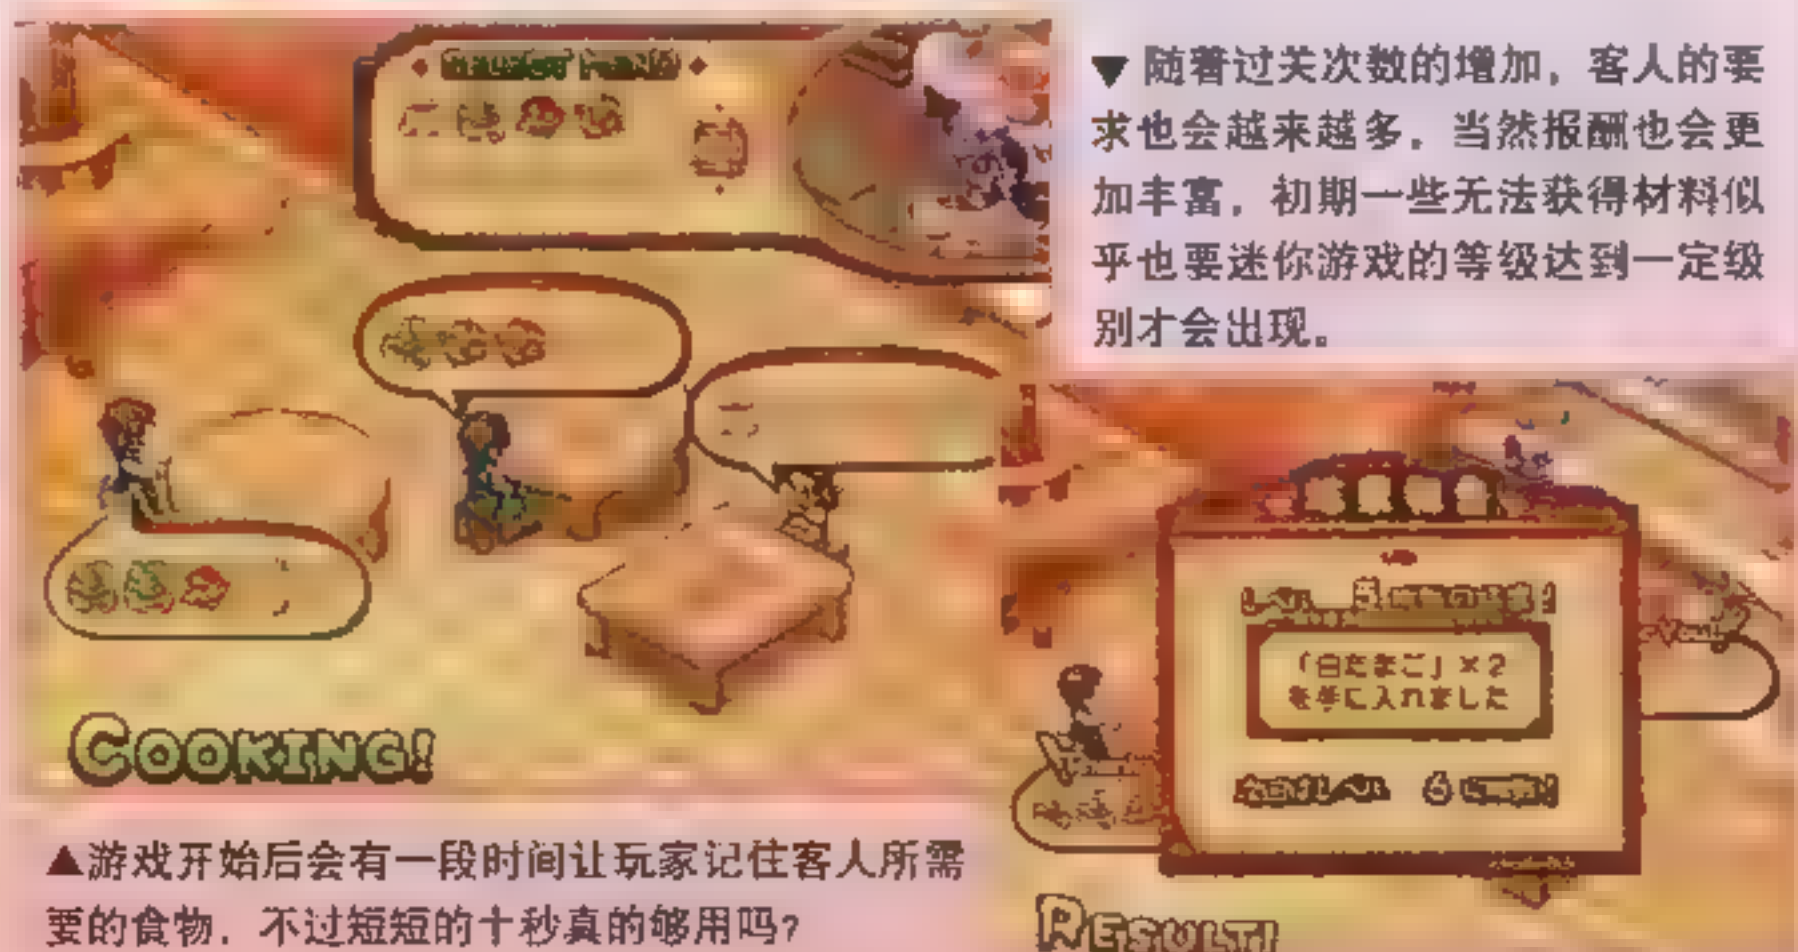 ▼随着过关次数的增加，客人的要
求也会越来越多，当然报酬也会更
加丰富，初期一些无法获得材料似
乎也要迷你游戏的等级达到一定级
别才会出现。
COOKING!
「白たまご」×2
を手に入れました
▲游戏开始后会有一段时间让玩家记住客人所需
要的食物，不过短短的十秒真的够用吗？
RESULT!